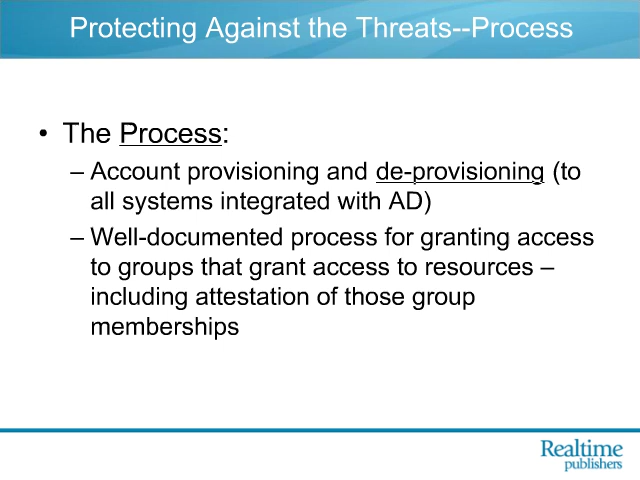 Protecting Against the Threats--Process
• The Process:
– Account provisioning and de-provisioning (to
all systems integrated with AD)
– Well-documented process for granting access
to groups that grant access to resources –
including attestation of those group
memberships
Realtime
publishers